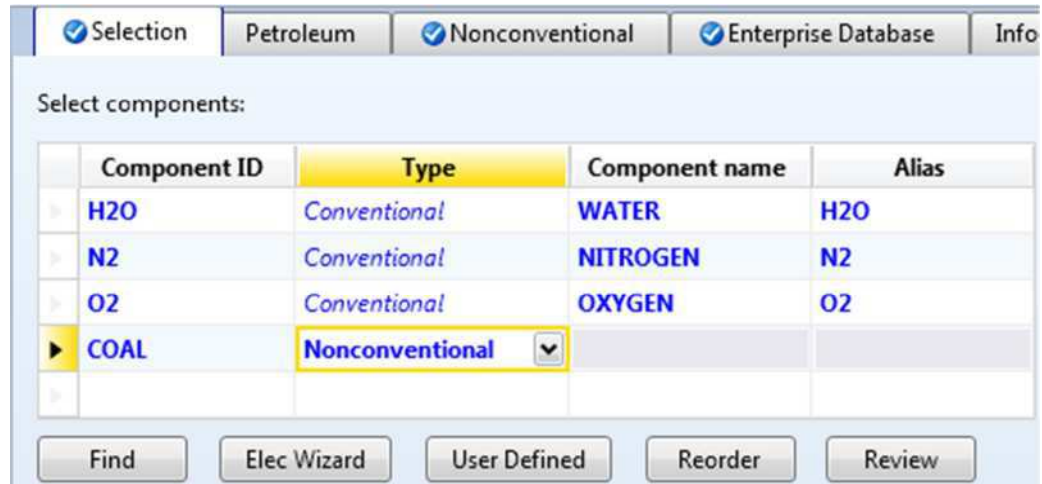 Selection Petroleum Nonconventional Enterprise Database Info
Select components:
Component ID Type Component name Alias
H2O Conventional WATER H2O
N2 Conventional NITROGEN N2
O2 Conventional OXYGEN O2
COAL Nonconventional
Find Elec Wizard User Defined Reorder Review